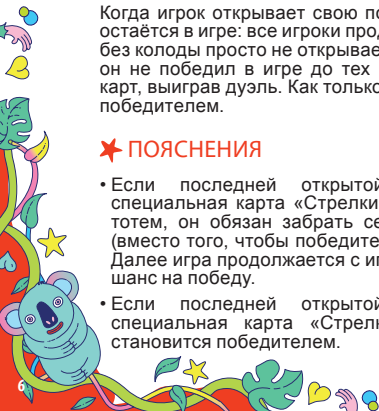 Когда игрок открывает свою по
остаётся в игре: все игроки прод
без колоды просто не открывае
он не победил в игре до тех
карт, выиграв дуэль. Как только
победителем.
ПОЯСНЕНИЯ
• Если последней открытой
специальная карта «Стрелки
тотем, он обязан забрать се
(вместо того, чтобы победите
Далее игра продолжается с иг
шанс на победу.
• Если последней открытой
специальная карта «Стрелк
становится победителем.
6